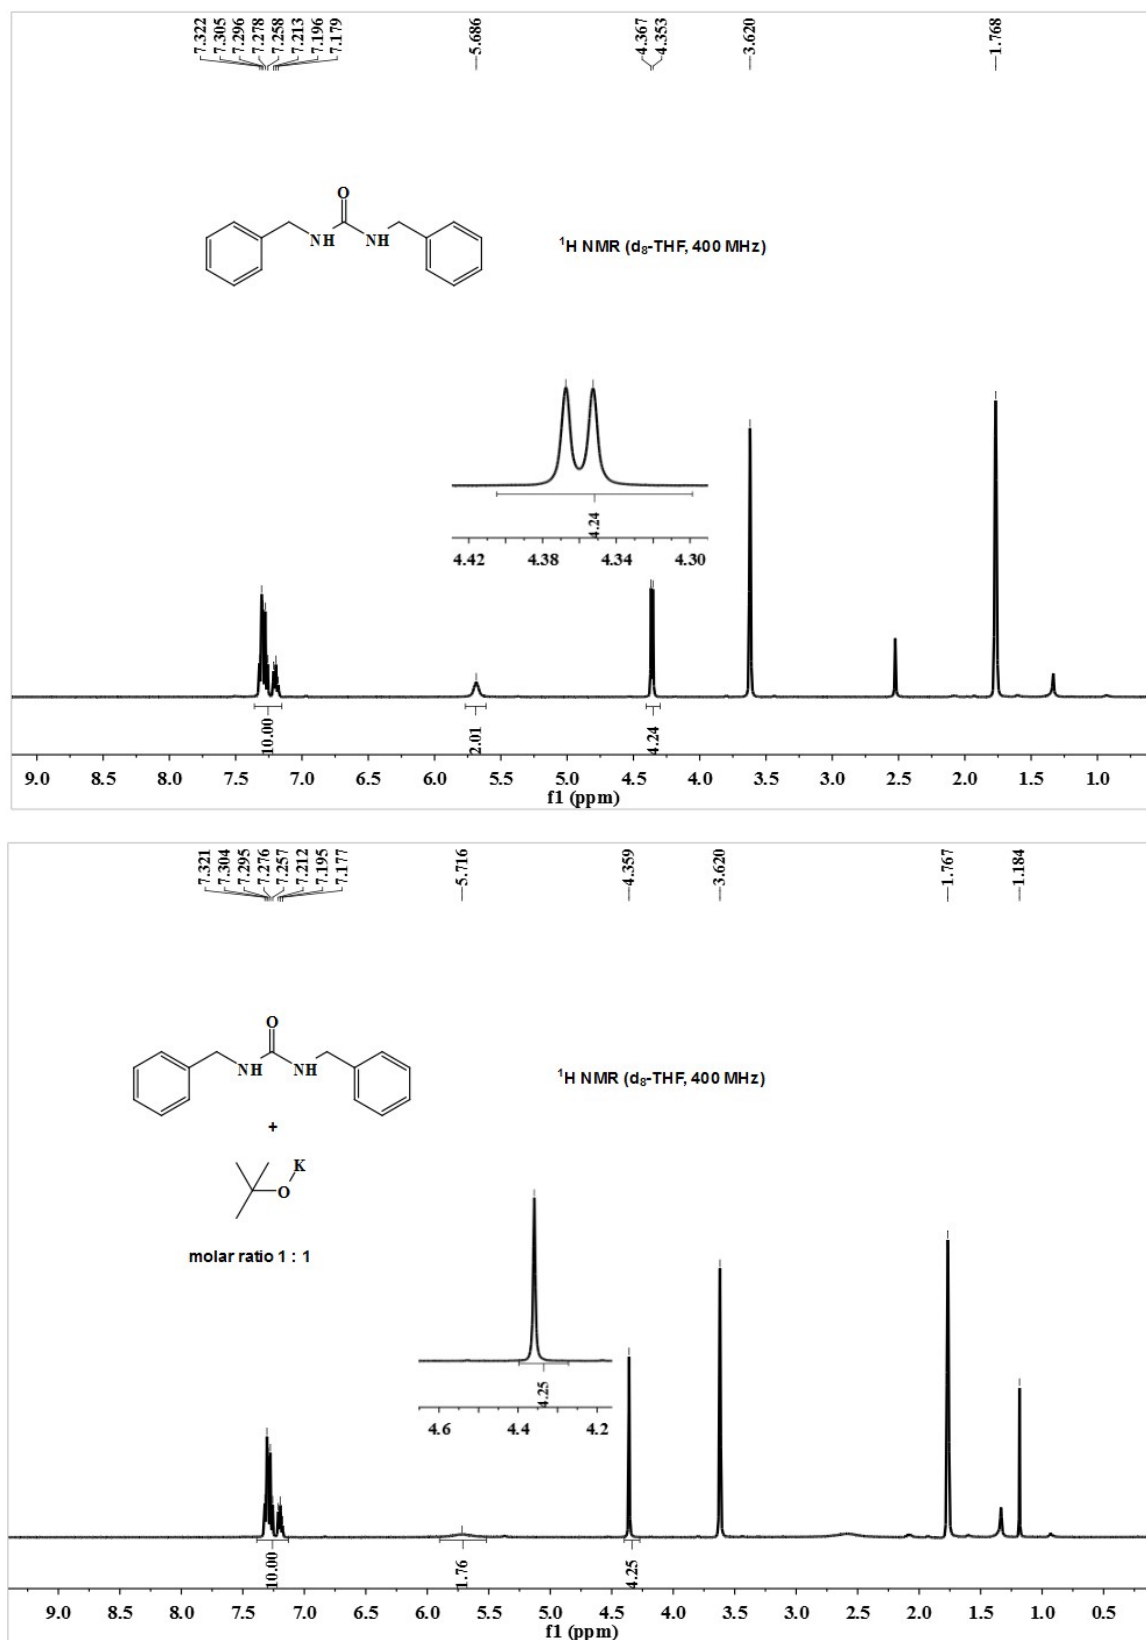 7.322
7.305
7.296
7.278
7.258
7.213
7.196
7.179
5.686
4.367
4.353
3.620
1.768
O
NH
NH
¹H NMR (d₈-THF, 400 MHz)
4.24
4.42 4.38 4.34 4.30
10.00
2.01
4.24
9.0 8.5 8.0 7.5 7.0 6.5 6.0 5.5 5.0 4.5 4.0 3.5 3.0 2.5 2.0 1.5 1.0
f1 (ppm)
7.321
7.304
7.295
7.276
7.257
7.212
7.195
7.177
5.716
4.359
3.620
1.767
1.184
O
NH
NH
¹H NMR (d₈-THF, 400 MHz)
+
K
O
molar ratio 1 : 1
4.25
4.6 4.4 4.2
10.00
1.76
4.25
9.0 8.5 8.0 7.5 7.0 6.5 6.0 5.5 5.0 4.5 4.0 3.5 3.0 2.5 2.0 1.5 1.0 0.5
f1 (ppm)